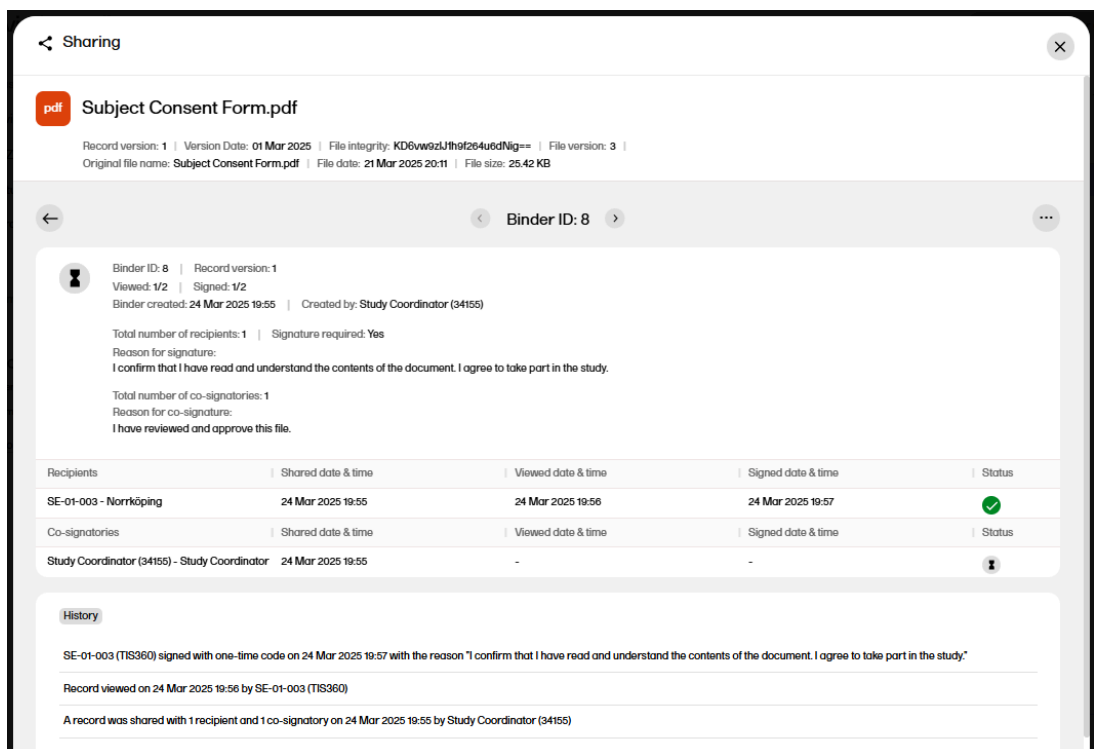 Sharing
pdf Subject Consent Form.pdf
Record version: 1 | Version Date: 01 Mar 2025 | File integrity: KD6vw9zlJ1h9f264u6dNig== | File version: 3 |
Original file name: Subject Consent Form.pdf | File date: 21 Mar 2025 20:11 | File size: 25.42 KB
Binder ID: 8
Binder ID: 8 | Record version: 1
Viewed: 1/2 | Signed: 1/2
Binder created: 24 Mar 2025 19:55 | Created by: Study Coordinator (34155)
Total number of recipients: 1 | Signature required: Yes
Reason for signature:
I confirm that I have read and understand the contents of the document. I agree to take part in the study.
Total number of co-signatories: 1
Reason for co-signature:
I have reviewed and approve this file.
Recipients | Shared date & time | Viewed date & time | Signed date & time | Status
SE-01-003 - Norrköping 24 Mar 2025 19:55 24 Mar 2025 19:56 24 Mar 2025 19:57
Co-signatories | Shared date & time | Viewed date & time | Signed date & time | Status
Study Coordinator (34155) - Study Coordinator 24 Mar 2025 19:55 - -
History
SE-01-003 (TIS360) signed with one-time code on 24 Mar 2025 19:57 with the reason "I confirm that I have read and understand the contents of the document. I agree to take part in the study."
Record viewed on 24 Mar 2025 19:56 by SE-01-003 (TIS360)
A record was shared with 1 recipient and 1 co-signatory on 24 Mar 2025 19:55 by Study Coordinator (34155)